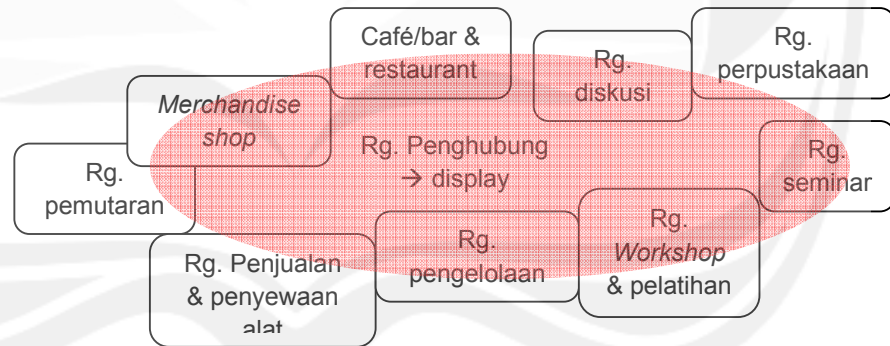 Café/bar &
restaurant
Rg.
diskusi
Rg.
perpustakaan
Merchandise
shop
Rg. Penghubung
→ display
Rg.
seminar
Rg.
pemutaran
Rg. Penjualan
& penyewaan
alat
Rg.
pengelolaan
Rg.
Workshop
& pelatihan